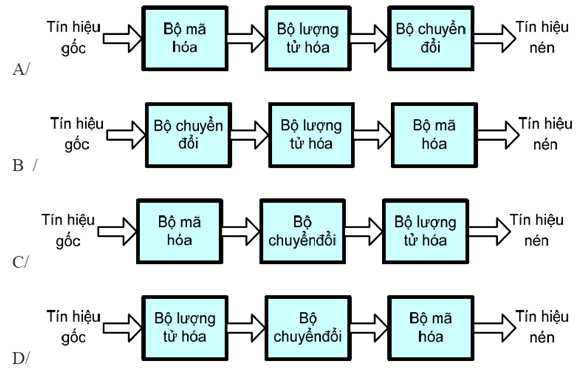 Tín hiệu gốc
Bộ mã hóa
Bộ lượng tử hóa
Bộ chuyển đổi
Tín hiệu nén
A/
Tín hiệu gốc
Bộ chuyển đổi
Bộ lượng tử hóa
Bộ mã hóa
Tín hiệu nén
B /
Tín hiệu gốc
Bộ mã hóa
Bộ chuyểnđổi
Bộ lượng tử hóa
Tín hiệu nén
C/
Tín hiệu gốc
Bộ lượng tử hóa
Bộ chuyểnđổi
Bộ mã hóa
Tín hiệu nén
D/